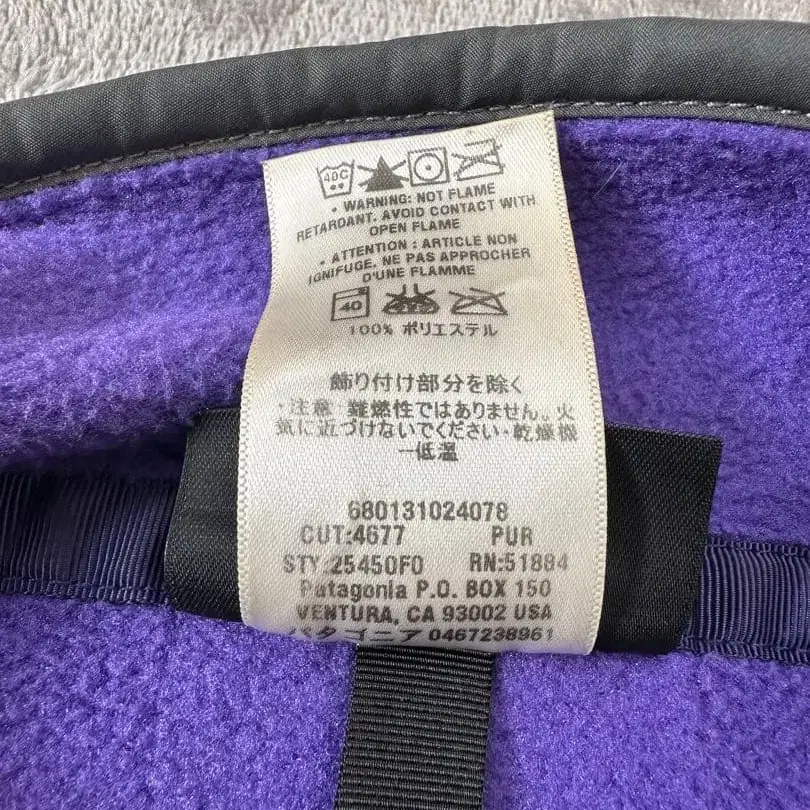 40C
• WARNING: NOT FLAME
RETARDANT. AVOID CONTACT WITH
OPEN FLAME
• ATTENTION : ARTICLE NON
IGNIFUGE. NE PAS APPROCHER
D'UNE FLAMME
40
100% ポリエステル
飾り付け部分を除く
・注意：難燃性ではありません。火
気に近づけないでください・乾燥機
ー低温
680131024078
CUT:4677 PUR
STY:25450F0 RN:51884
Patagonia P.O. BOX 150
VENTURA, CA 93002 USA
パタゴニア 0467238961